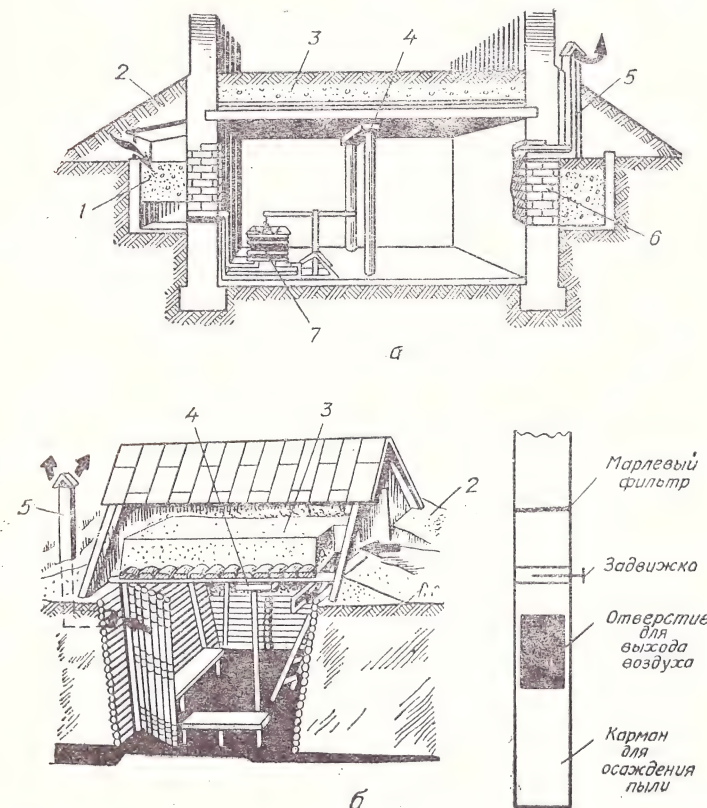 3
4
2
5
1
6
7
а
4
3
5
2
б
Марлевый
фильтр
Задвижка
Отверстие
для
выхода
воздуха
Карман
для
осаждения
пыли